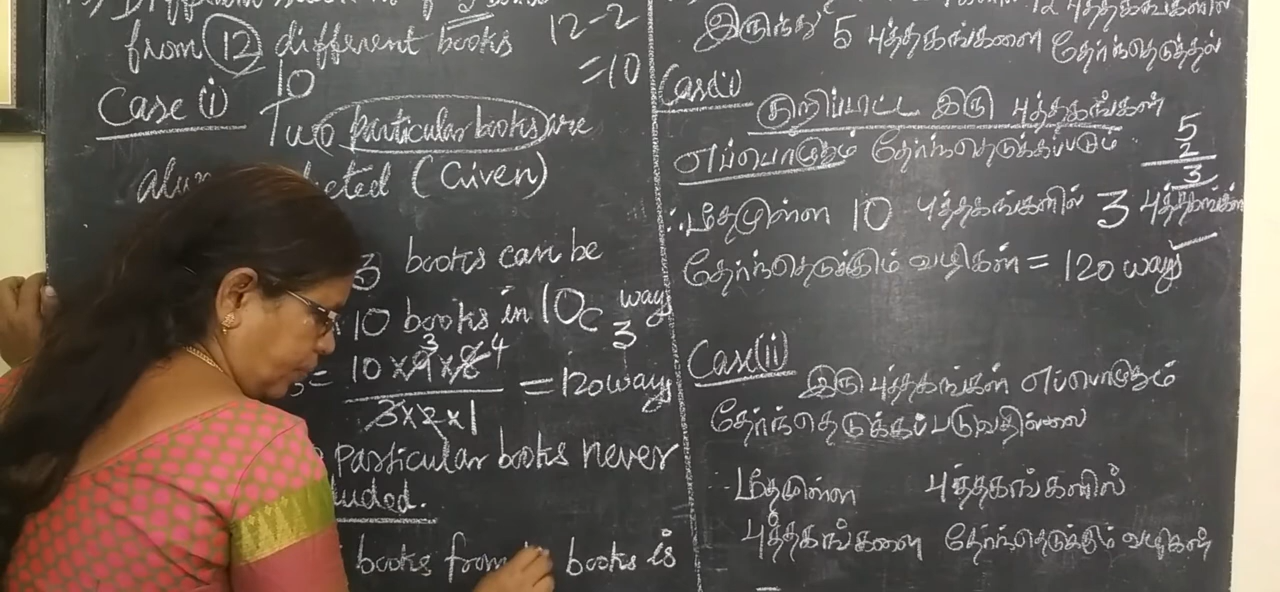 from 12 different books 12-2
10 =10
Case (i) Two particular books are
(Given)
3 books can be
10 books in 10C3 ways
= 10 x 9 x 8 4 = 120 ways
3 x 2 x 1
particular books never
books from books is
இருந்து 5 புத்தகங்களை தேர்ந்தெடுத்தல்
Case(i)
குறிப்பிட்ட இரு புத்தகங்கள்
எப்பொழுதும் தேர்ந்தெடுக்கப்படும்
5
2
3
∴ மீதமுள்ள 10 புத்தகங்களில் 3 புத்தகங்கள்
தேர்ந்தெடுக்கும் வழிகள் = 120 ways
Case(ii)
இரு புத்தகங்கள் எப்பொழுதும்
தேர்ந்தெடுக்கப்படுவதில்லை
∴ மீதமுள்ள புத்தகங்களில்
புத்தகங்களை தேர்ந்தெடுக்கும் வழிகள்
=